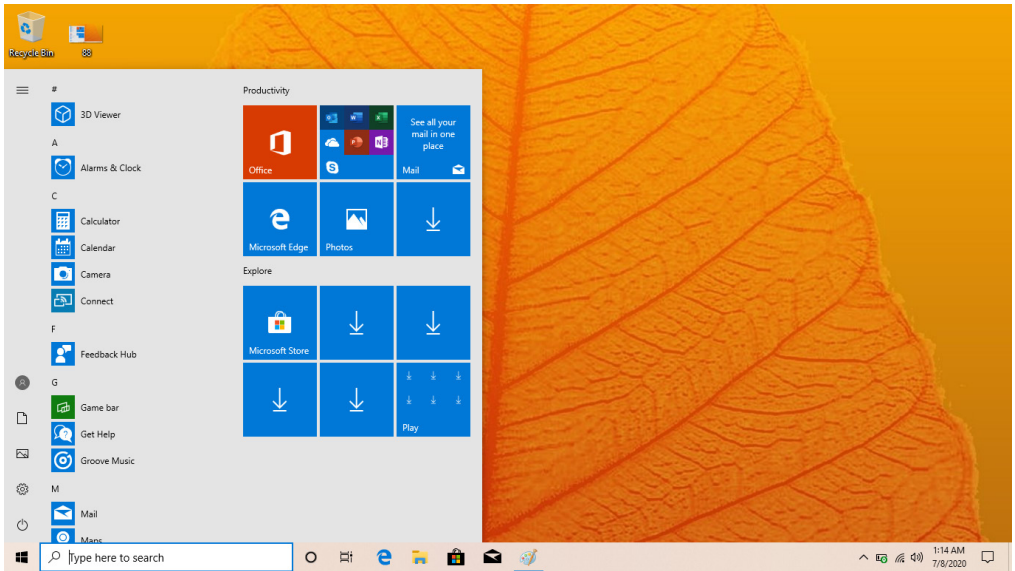 Recycle Bin
88
#
3D Viewer
A
Alarms & Clock
C
Calculator
Calendar
Camera
Connect
F
Feedback Hub
G
Game bar
Get Help
Groove Music
M
Mail
Maps
Productivity
Office
See all your
mail in one
place
Mail
Microsoft Edge
Photos
Explore
Microsoft Store
Play
Type here to search
1:14 AM
7/8/2020